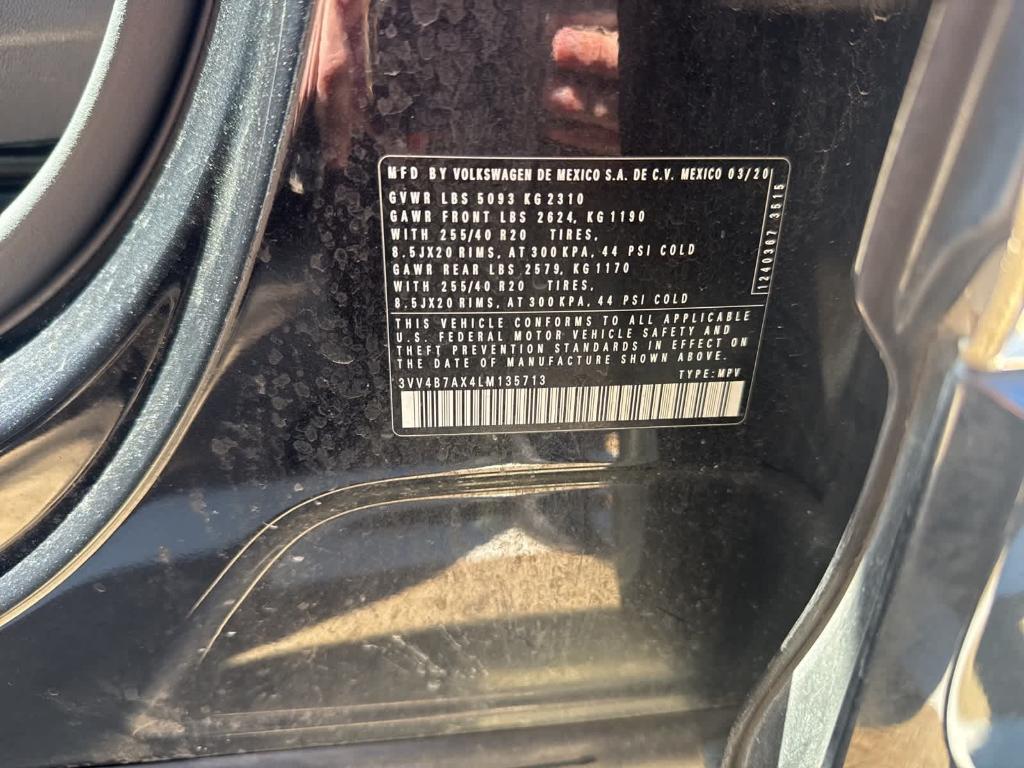 MFD BY VOLKSWAGEN DE MEXICO S.A. DE C.V. MEXICO 03/20
GVWR LBS 5093 KG 2310
GAWR FRONT LBS 2624, KG 1190
WITH 255/40 R20 TIRES,
8.5JX20 RIMS, AT 300 KPA, 44 PSI COLD
GAWR REAR LBS 2579, KG 1170
WITH 255/40 R20 TIRES,
8.5JX20 RIMS, AT 300 KPA, 44 PSI COLD
1240367 3515
THIS VEHICLE CONFORMS TO ALL APPLICABLE
U.S. FEDERAL MOTOR VEHICLE SAFETY AND
THEFT PREVENTION STANDARDS IN EFFECT ON
THE DATE OF MANUFACTURE SHOWN ABOVE.
3VV4B7AX4LM135713 TYPE: MPV